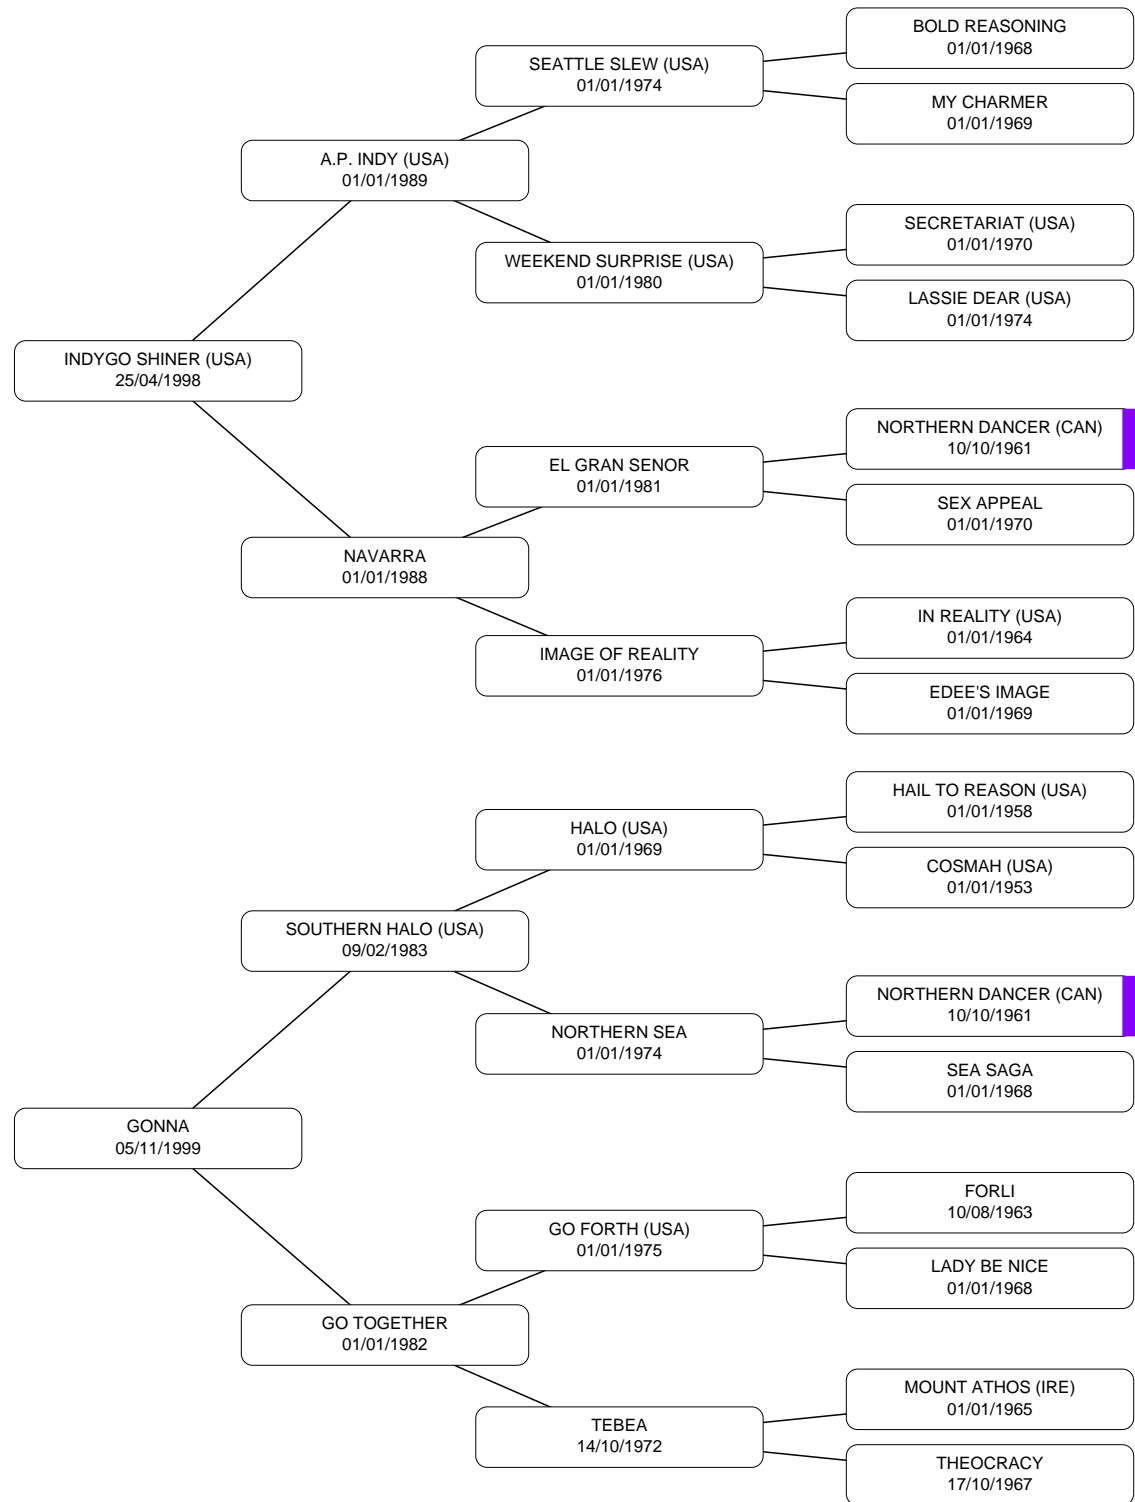 BOLD REASONING
01/01/1968
SEATTLE SLEW (USA)
01/01/1974
MY CHARMER
01/01/1969
A.P. INDY (USA)
01/01/1989
SECRETARIAT (USA)
01/01/1970
WEEKEND SURPRISE (USA)
01/01/1980
LASSIE DEAR (USA)
01/01/1974
INDYGO SHINER (USA)
25/04/1998
NORTHERN DANCER (CAN)
10/10/1961
EL GRAN SENOR
01/01/1981
SEX APPEAL
01/01/1970
NAVARRA
01/01/1988
IN REALITY (USA)
01/01/1964
IMAGE OF REALITY
01/01/1976
EDEE'S IMAGE
01/01/1969
HAIL TO REASON (USA)
01/01/1958
HALO (USA)
01/01/1969
COSMAH (USA)
01/01/1953
SOUTHERN HALO (USA)
09/02/1983
NORTHERN DANCER (CAN)
10/10/1961
NORTHERN SEA
01/01/1974
SEA SAGA
01/01/1968
GONNA
05/11/1999
FORLI
10/08/1963
GO FORTH (USA)
01/01/1975
LADY BE NICE
01/01/1968
GO TOGETHER
01/01/1982
MOUNT ATHOS (IRE)
01/01/1965
TEBEA
14/10/1972
THEOCRACY
17/10/1967